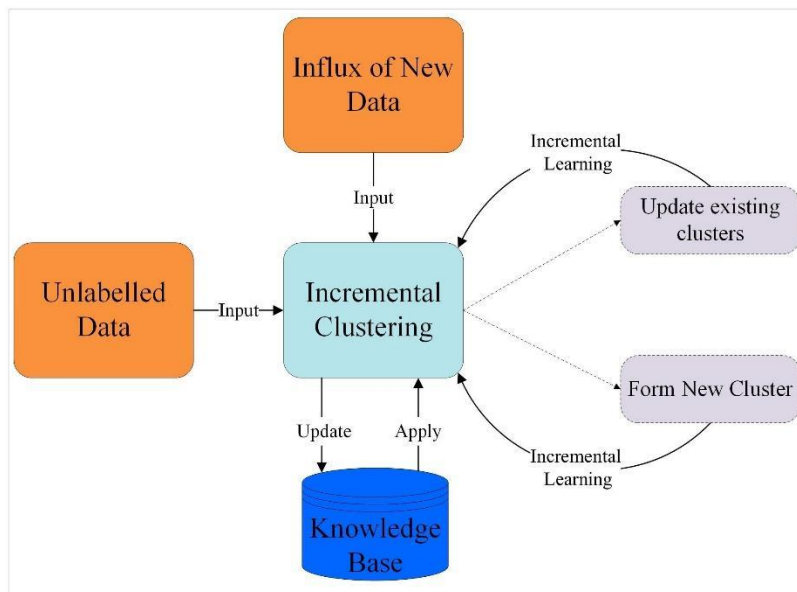 Influx of New
Data
Incremental
Learning
Input
Update existing
clusters
Unlabelled
Data
Input
Incremental
Clustering
Form New Cluster
Update
Apply
Incremental
Learning
Knowledge
Base